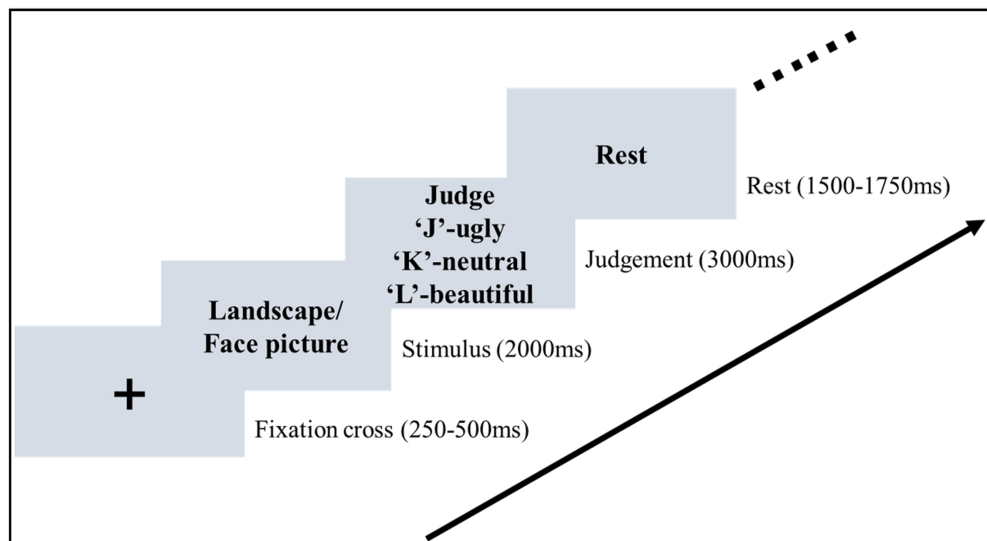 +
Fixation cross (250-500ms)
Landscape/
Face picture
Stimulus (2000ms)
Judge
‘J’-ugly
‘K’-neutral
‘L’-beautiful
Judgement (3000ms)
Rest
Rest (1500-1750ms)